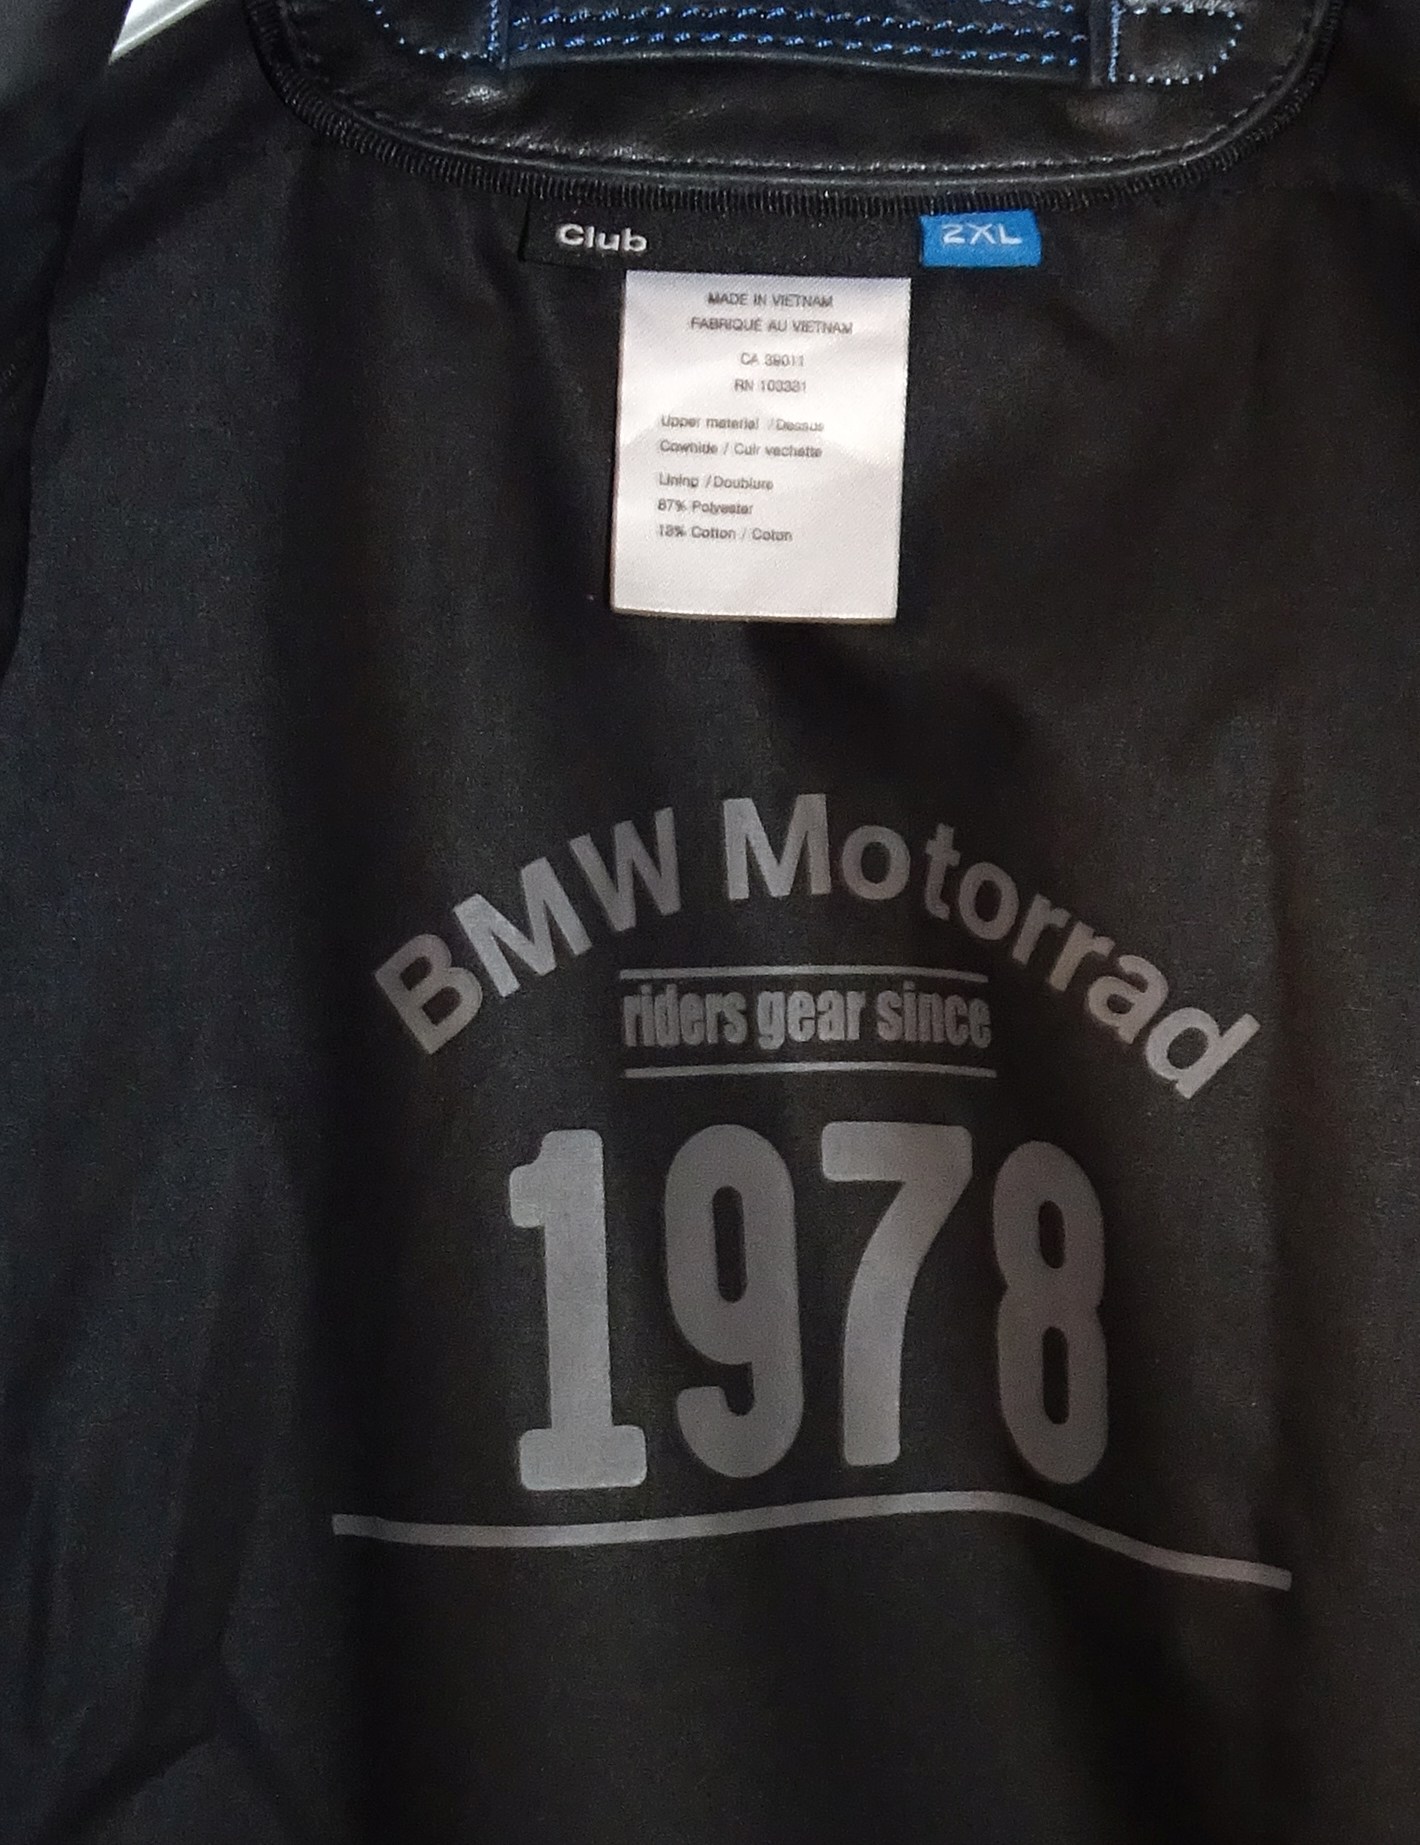 Club
2XL
MADE IN VIETNAM
FABRIQUÉ AU VIETNAM
CA 39011
RN 103331
Upper material / Dessus
Cowhide / Cuir vachette
Lining / Doublure
87% Polyester
13% Cotton / Coton
BMW Motorrad
riders gear since
1978